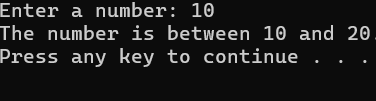 Enter a number: 10
The number is between 10 and 20.
Press any key to continue . . .